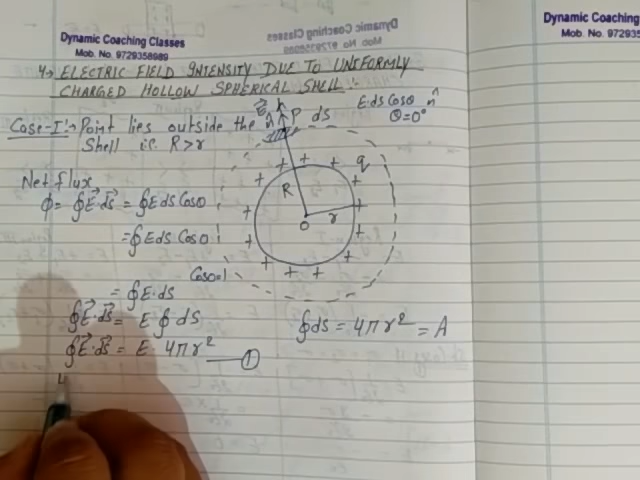 Dynamic Coaching Classes
Mob. No. 9729358989
Dynamic Coaching
Mob. No. 972935
4→ ELECTRIC FIELD INTENSITY DUE TO UNIFORMLY
CHARGED HOLLOW SPHERICAL SHELL :-
Case-I :→ Point lies outside the
Shell i.e. R>r
E⃗ n̂ P ds
E·ds Cosθ n̂
θ=0°
q
R
r
O
Net flux,
ϕ = ∮E⃗·ds⃗ = ∮E ds Cosθ
= ∮E ds Cos0
Cos0=1
= ∮E·ds
∮E⃗·ds⃗ = E ∮ds
∮ds = 4πr² = A
∮E⃗·ds⃗ = E·4πr² —①